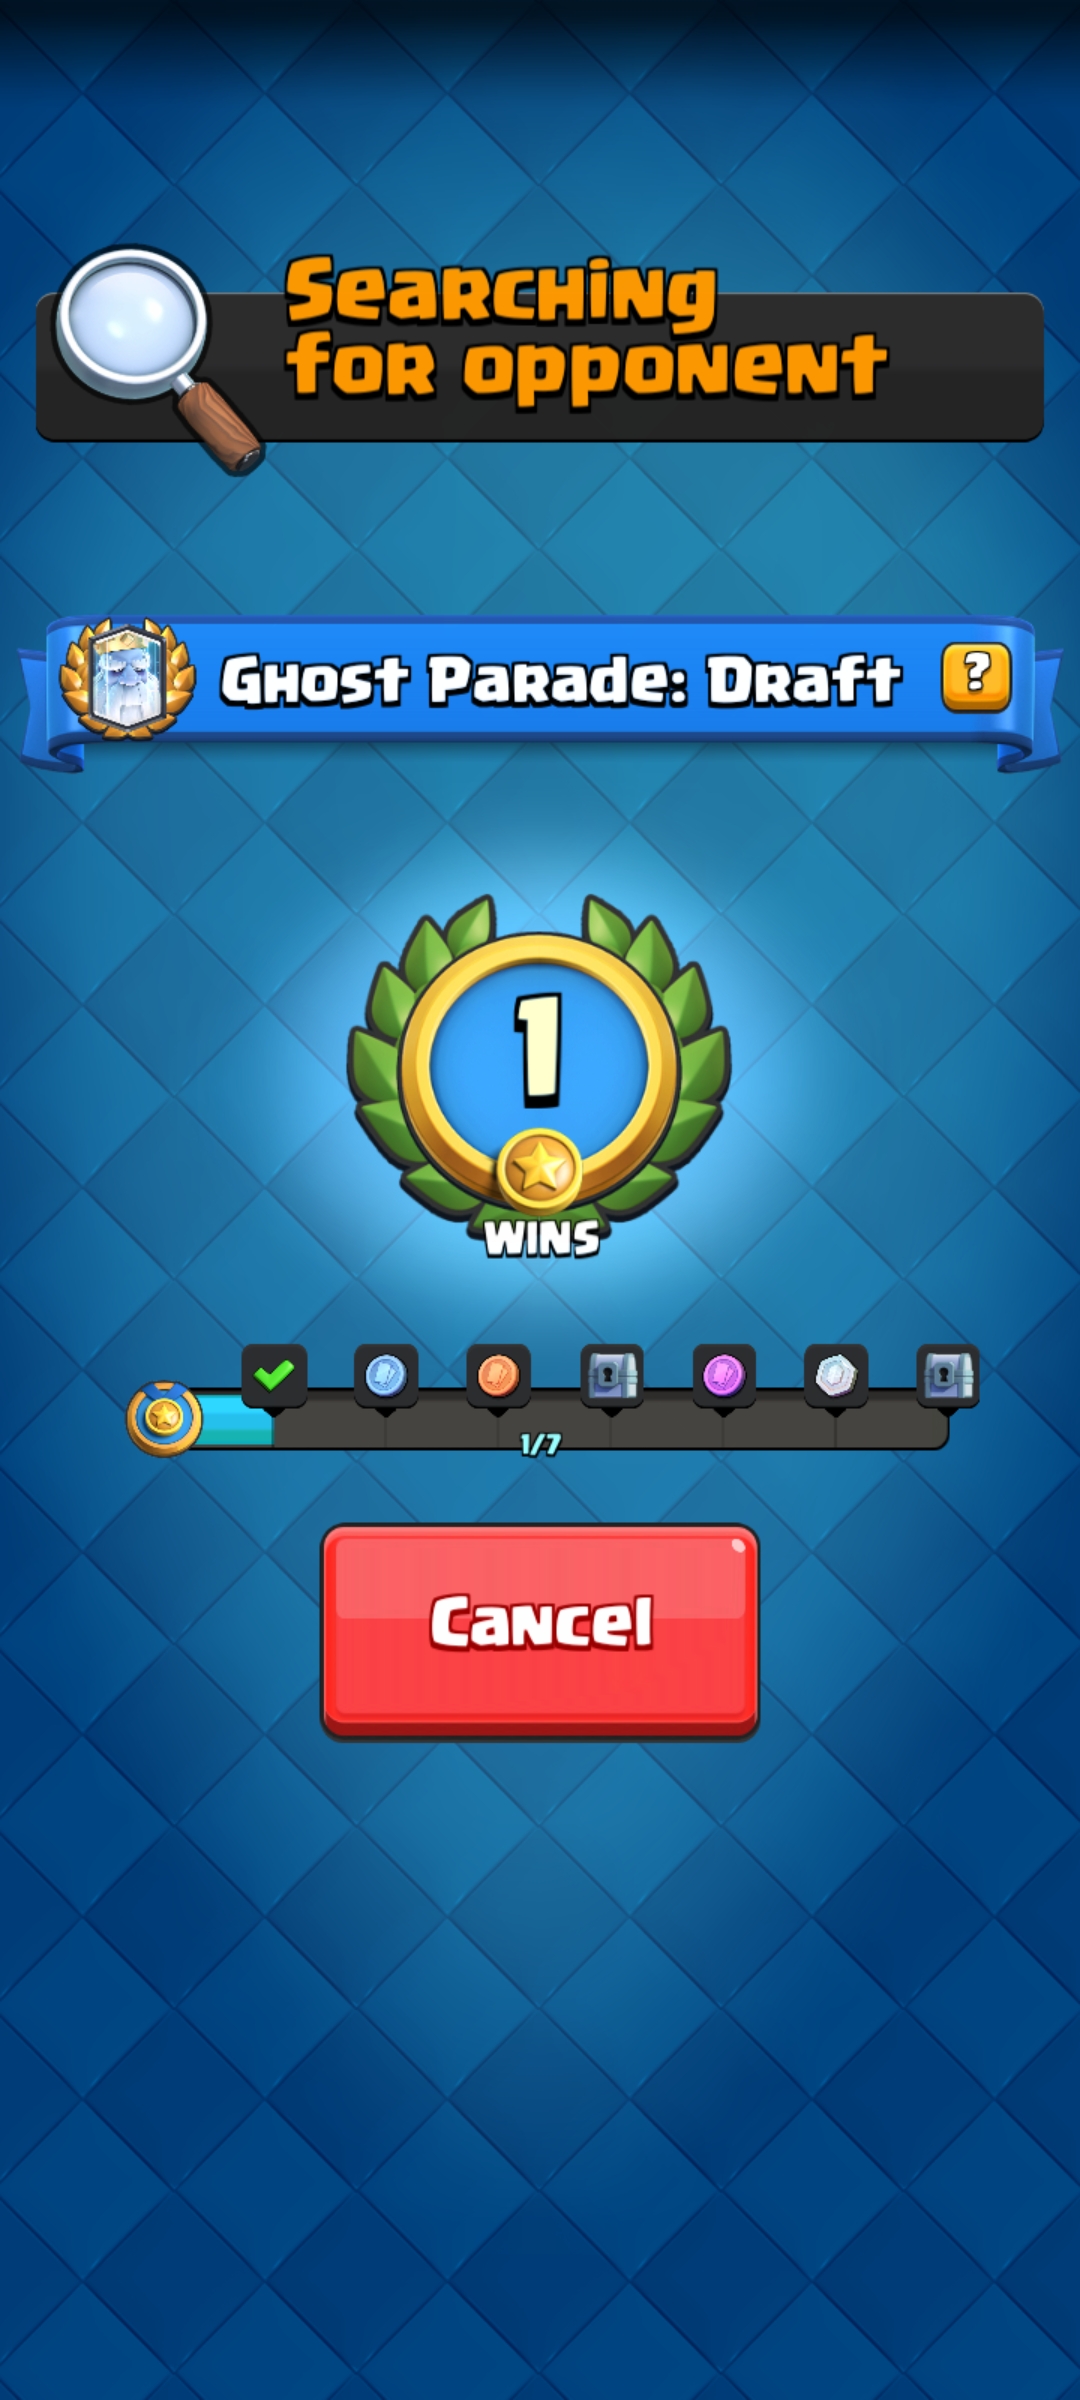 Searching
for opponent
Ghost Parade: Draft
?
1
WINS
1/7
Cancel